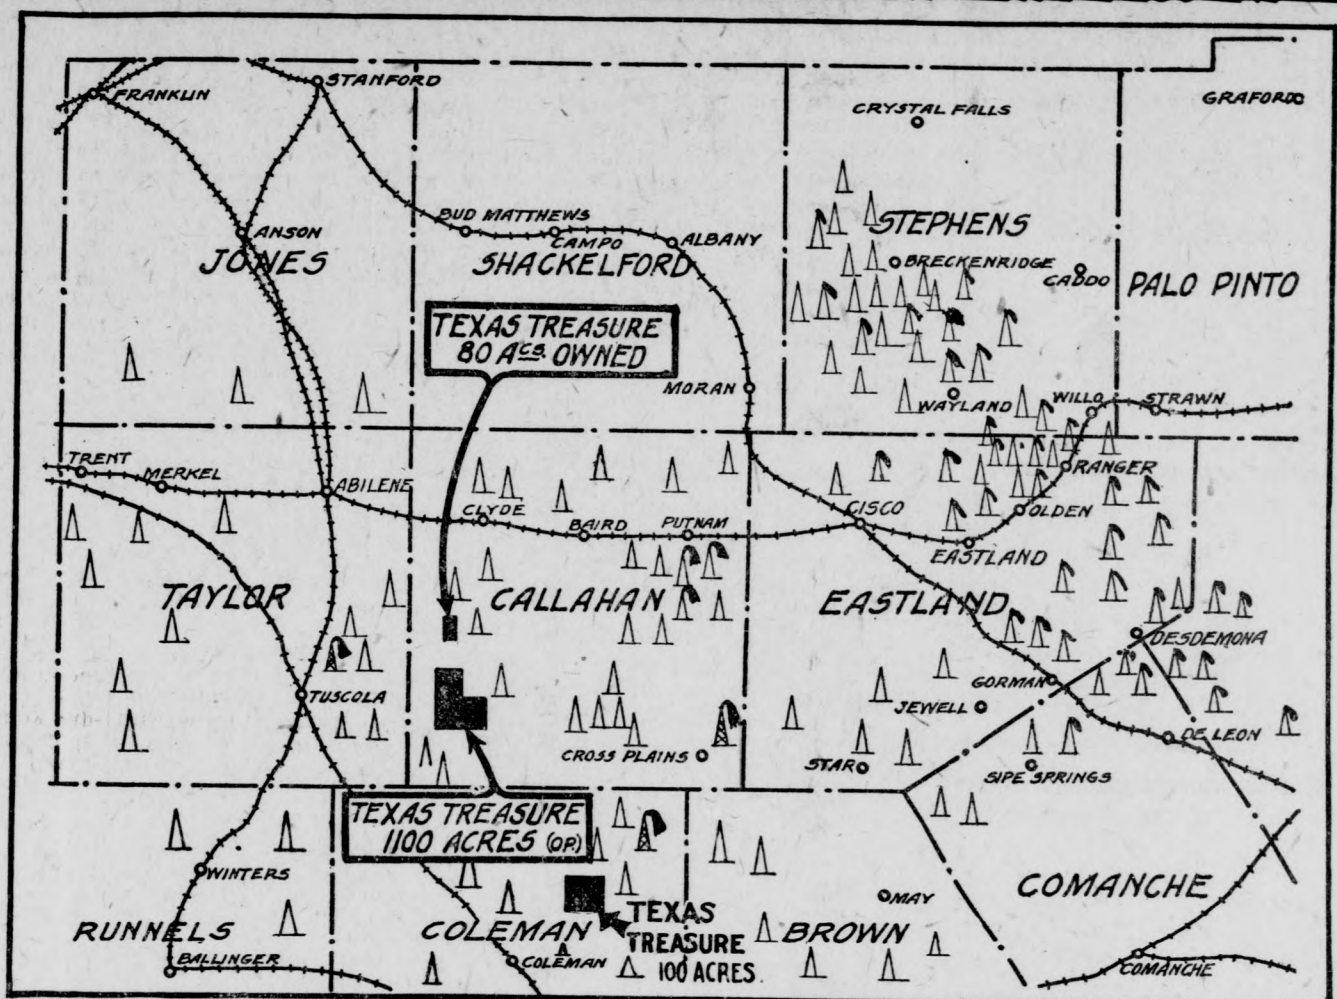 FRANKLIN
STANFORD
CRYSTAL FALLS
GRAFORD
BUD MATTHEWS
CAMPO
ALBANY
ANSON
JONES
SHACKELFORD
STEPHENS
BRECKENRIDGE
CADDO
PALO PINTO
TEXAS TREASURE
80 ACS. OWNED
MORAN
WAYLAND
WILLO
STRAWN
TRENT
MERKEL
ABILENE
RANGER
CLYDE
BAIRD
PUTNAM
CISCO
OLDEN
EASTLAND
TAYLOR
CALLAHAN
EASTLAND
DESDEMONA
TUSCOLA
GORMAN
JEWELL
DE LEON
CROSS PLAINS
STAR
SIPE SPRINGS
TEXAS TREASURE
1100 ACRES (OP.)
WINTERS
MAY
COMANCHE
RUNNELS
COLEMAN
TEXAS
TREASURE
100 ACRES.
BROWN
BALLINGER
COLEMAN
COMANCHE